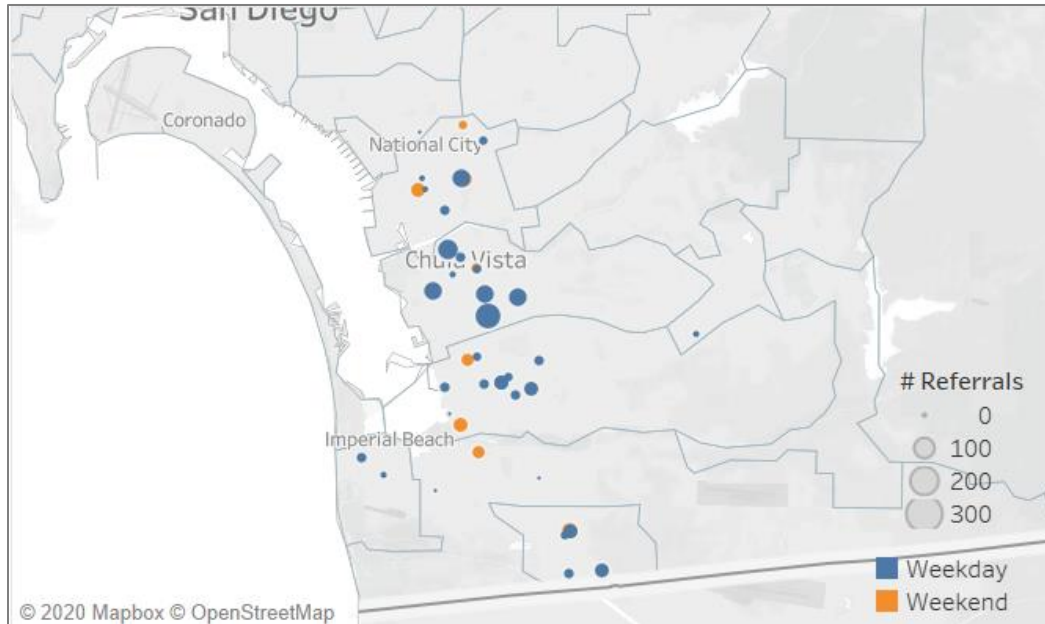 San Diego
Coronado
National City
Chula Vista
Imperial Beach
# Referrals
0
100
200
300
Weekday
Weekend
© 2020 Mapbox © OpenStreetMap